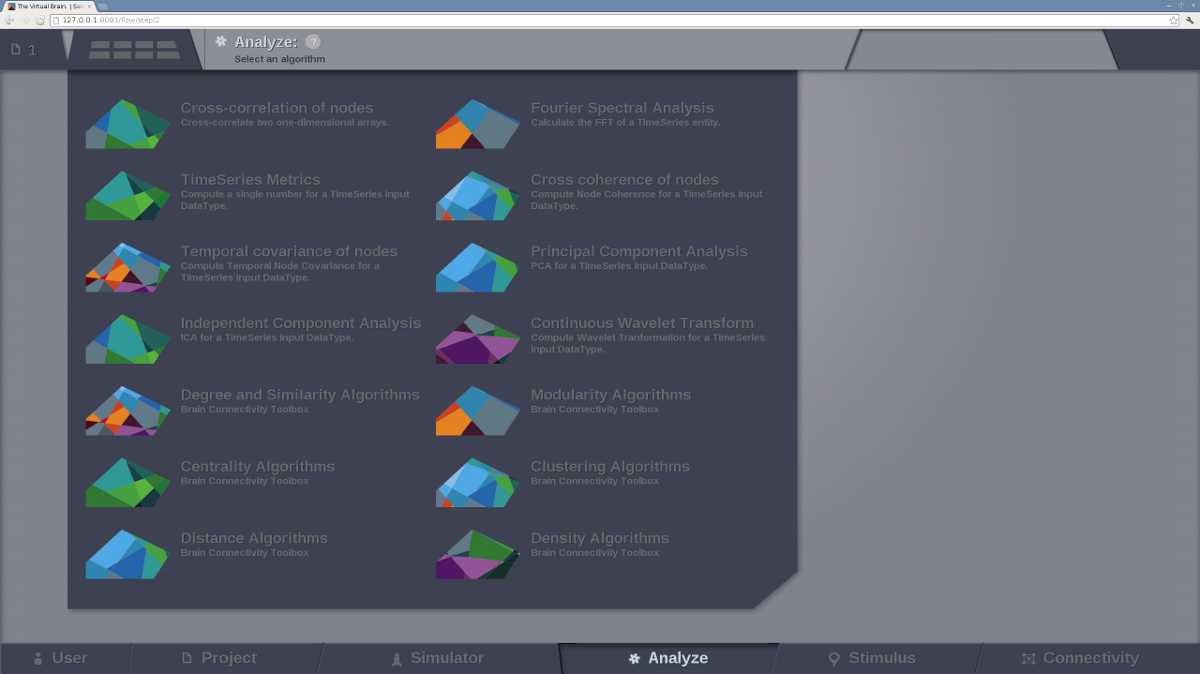 The Virtual Brain. | Sel
127.0.0.1:8081/flow/step/2
1
Analyze: ?
Select an algorithm
Cross-correlation of nodes
Cross-correlate two one-dimensional arrays.
Fourier Spectral Analysis
Calculate the FFT of a TimeSeries entity.
TimeSeries Metrics
Compute a single number for a TimeSeries input
DataType.
Cross coherence of nodes
Compute Node Coherence for a TimeSeries input
DataType.
Temporal covariance of nodes
Compute Temporal Node Covariance for a
TimeSeries input DataType.
Principal Component Analysis
PCA for a TimeSeries input DataType.
Independent Component Analysis
ICA for a TimeSeries input DataType.
Continuous Wavelet Transform
Compute Wavelet Tranformation for a TimeSeries
input DataType.
Degree and Similarity Algorithms
Brain Connectivity Toolbox
Modularity Algorithms
Brain Connectivity Toolbox
Centrality Algorithms
Brain Connectivity Toolbox
Clustering Algorithms
Brain Connectivity Toolbox
Distance Algorithms
Brain Connectivity Toolbox
Density Algorithms
Brain Connectivity Toolbox
User
Project
Simulator
Analyze
Stimulus
Connectivity